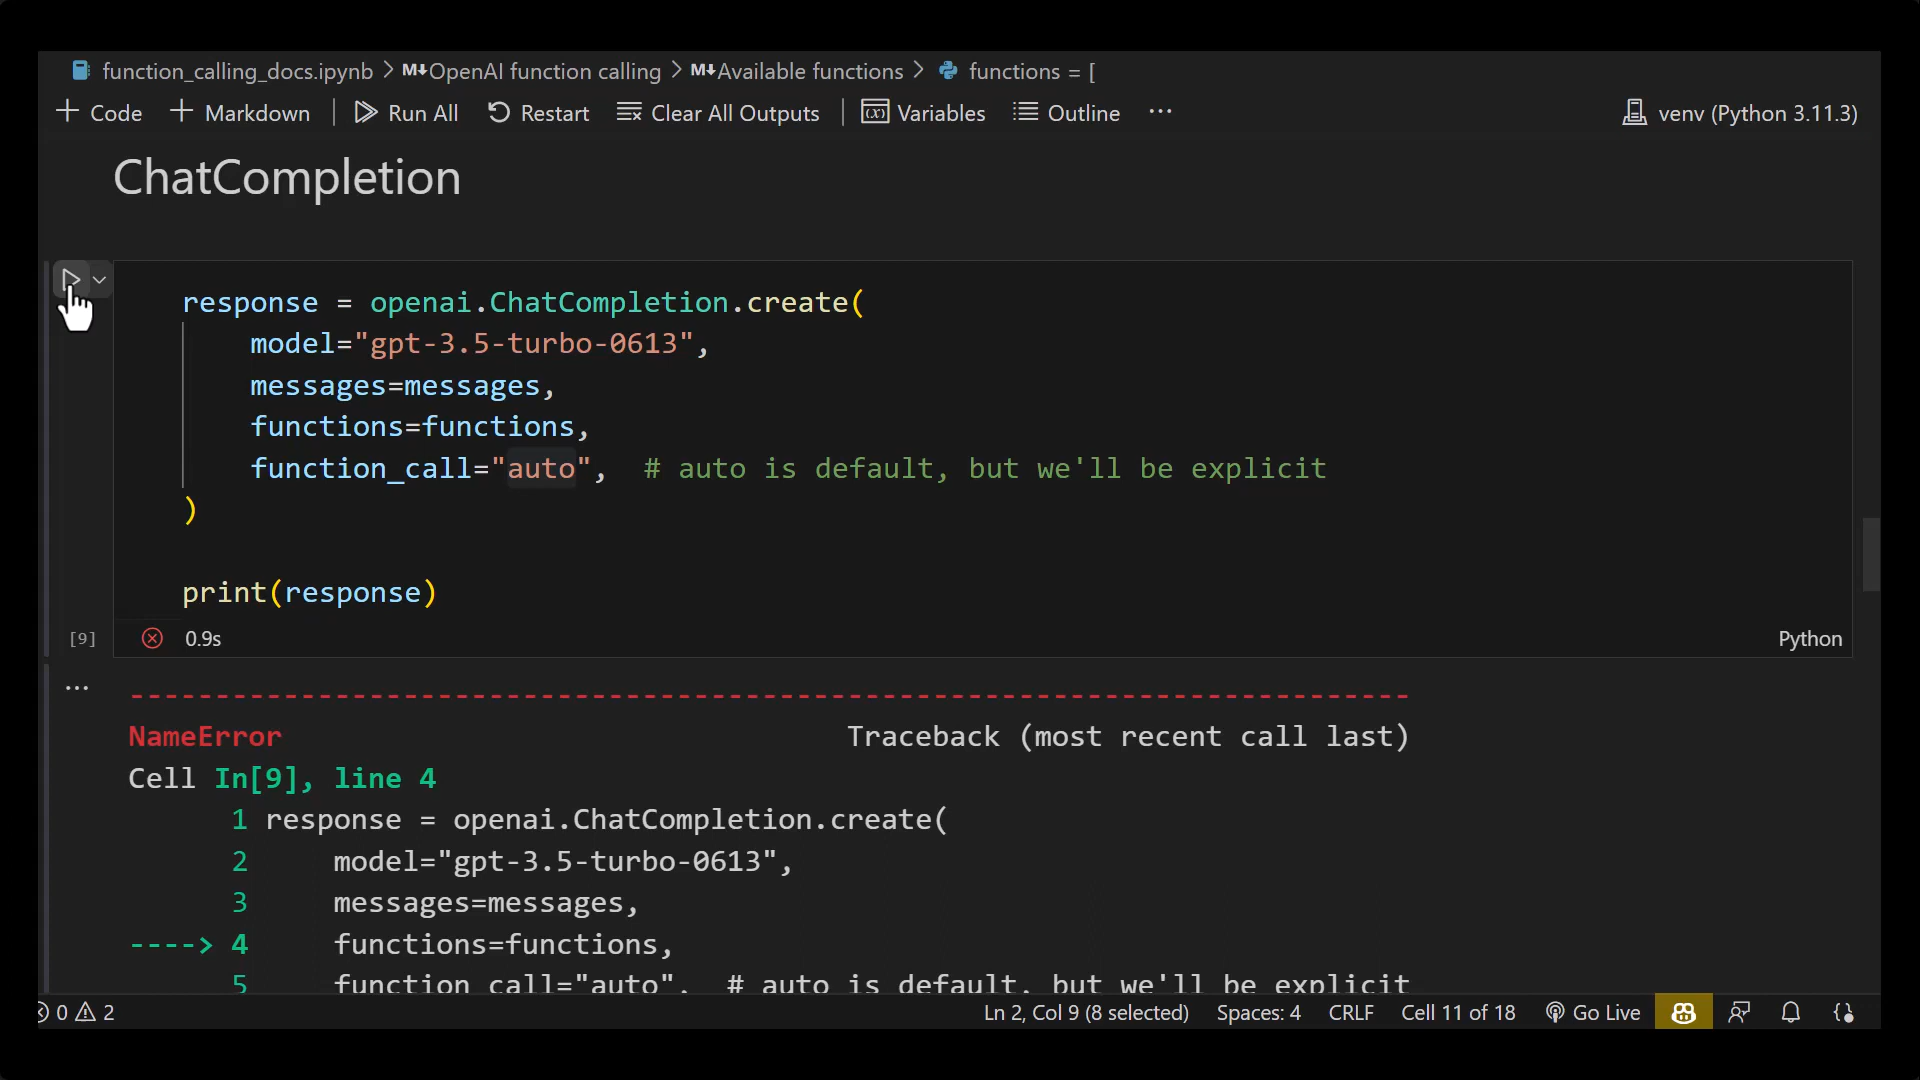 function_calling_docs.ipynb > M↓OpenAI function calling > M↓Available functions > functions = [
+ Code + Markdown | Run All Restart Clear All Outputs | (x) Variables Outline ··· venv (Python 3.11.3)
ChatCompletion
response = openai.ChatCompletion.create(
model="gpt-3.5-turbo-0613",
messages=messages,
functions=functions,
function_call="auto", # auto is default, but we'll be explicit
)
print(response)
[9] 0.9s Python
...
---------------------------------------------------------------------------
NameError Traceback (most recent call last)
Cell In[9], line 4
1 response = openai.ChatCompletion.create(
2 model="gpt-3.5-turbo-0613",
3 messages=messages,
----> 4 functions=functions,
5 function_call="auto", # auto is default, but we'll be explicit
0 2 Ln 2, Col 9 (8 selected) Spaces: 4 CRLF Cell 11 of 18 Go Live